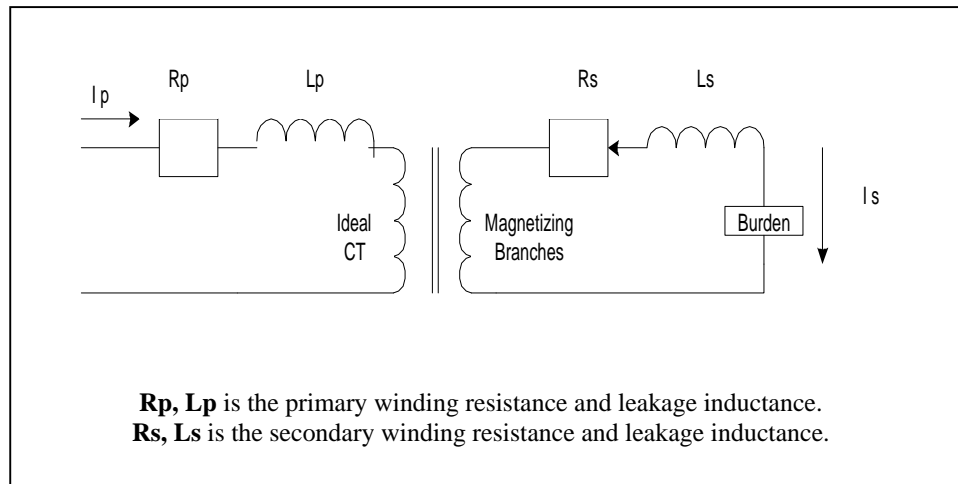 Rp
Lp
Rs
Ls
I p
I s
Ideal
CT
Magnetizing
Branches
Burden
Rp, Lp is the primary winding resistance and leakage inductance.
Rs, Ls is the secondary winding resistance and leakage inductance.